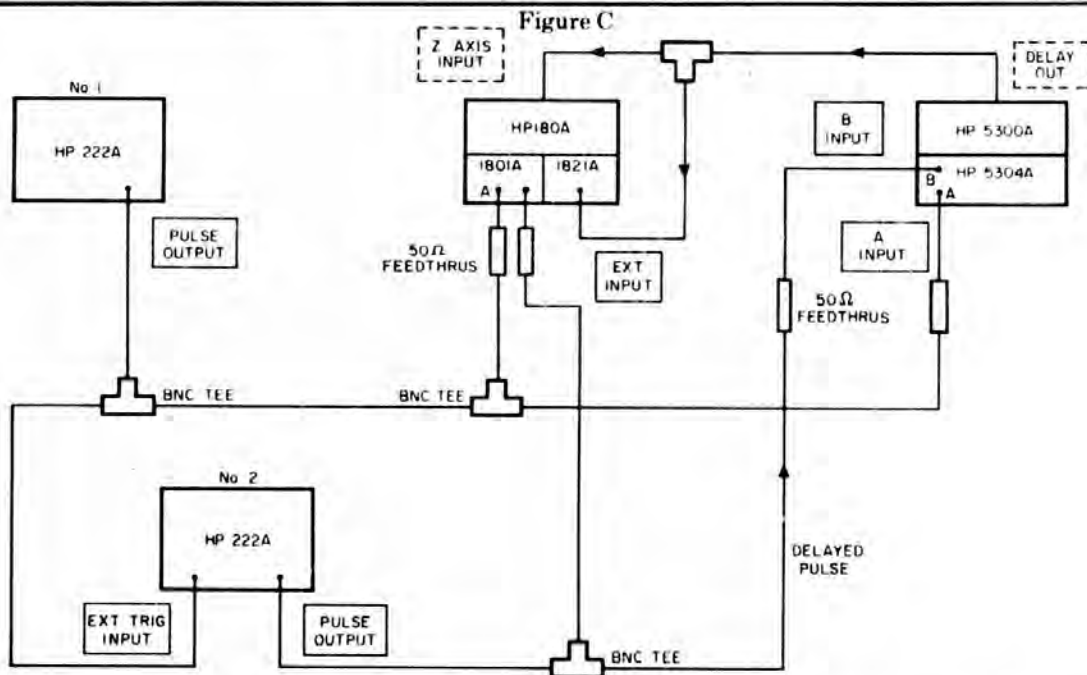 Figure C
Z AXIS
INPUT
DELAY
OUT
No 1
HP 222A
HP180A
1801A
1821A
A
B
INPUT
HP 5300A
HP 5304A
B
A
PULSE
OUTPUT
50Ω
FEEDTHRUS
EXT
INPUT
A
INPUT
50Ω
FEEDTHRUS
BNC TEE
BNC TEE
No 2
HP 222A
DELAYED
PULSE
EXT TRIG
INPUT
PULSE
OUTPUT
BNC TEE